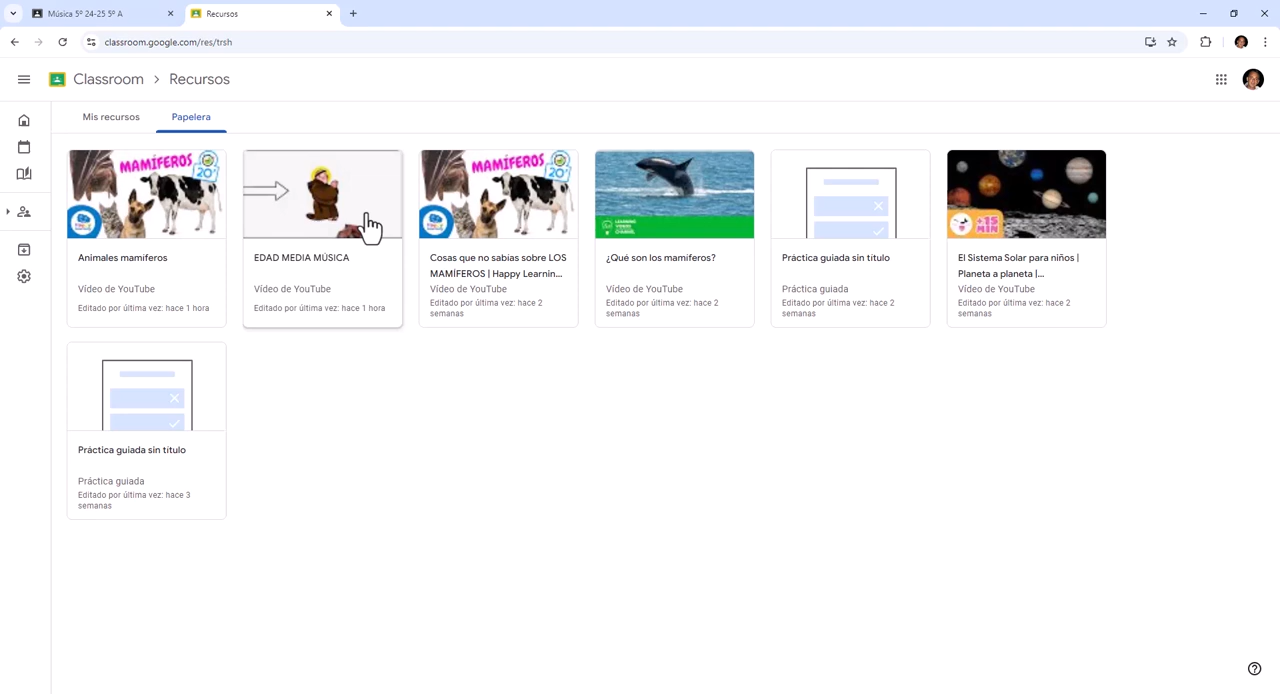 Música 5º 24-25 5º A
Recursos
classroom.google.com/res/trsh
Classroom > Recursos
Mis recursos
Papelera
MAMÍFEROS
20'
Animales mamíferos
Vídeo de YouTube
Editado por última vez: hace 1 hora
EDAD MEDIA MÚSICA
Vídeo de YouTube
Editado por última vez: hace 1 hora
MAMÍFEROS
20'
Cosas que no sabías sobre LOS
MAMÍFEROS | Happy Learnin...
Vídeo de YouTube
Editado por última vez: hace 2
semanas
¿Qué son los mamíferos?
Vídeo de YouTube
Editado por última vez: hace 2
semanas
Práctica guiada sin título
Práctica guiada
Editado por última vez: hace 2
semanas
+15
MIN
El Sistema Solar para niños |
Planeta a planeta |...
Vídeo de YouTube
Editado por última vez: hace 2
semanas
Práctica guiada sin título
Práctica guiada
Editado por última vez: hace 3
semanas